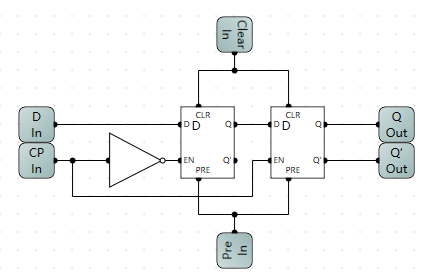 Clear
In
D
In
CP
In
CLR
D D Q
EN Q'
PRE
CLR
D D Q
EN Q'
PRE
Q
Out
Q'
Out
Pre
In